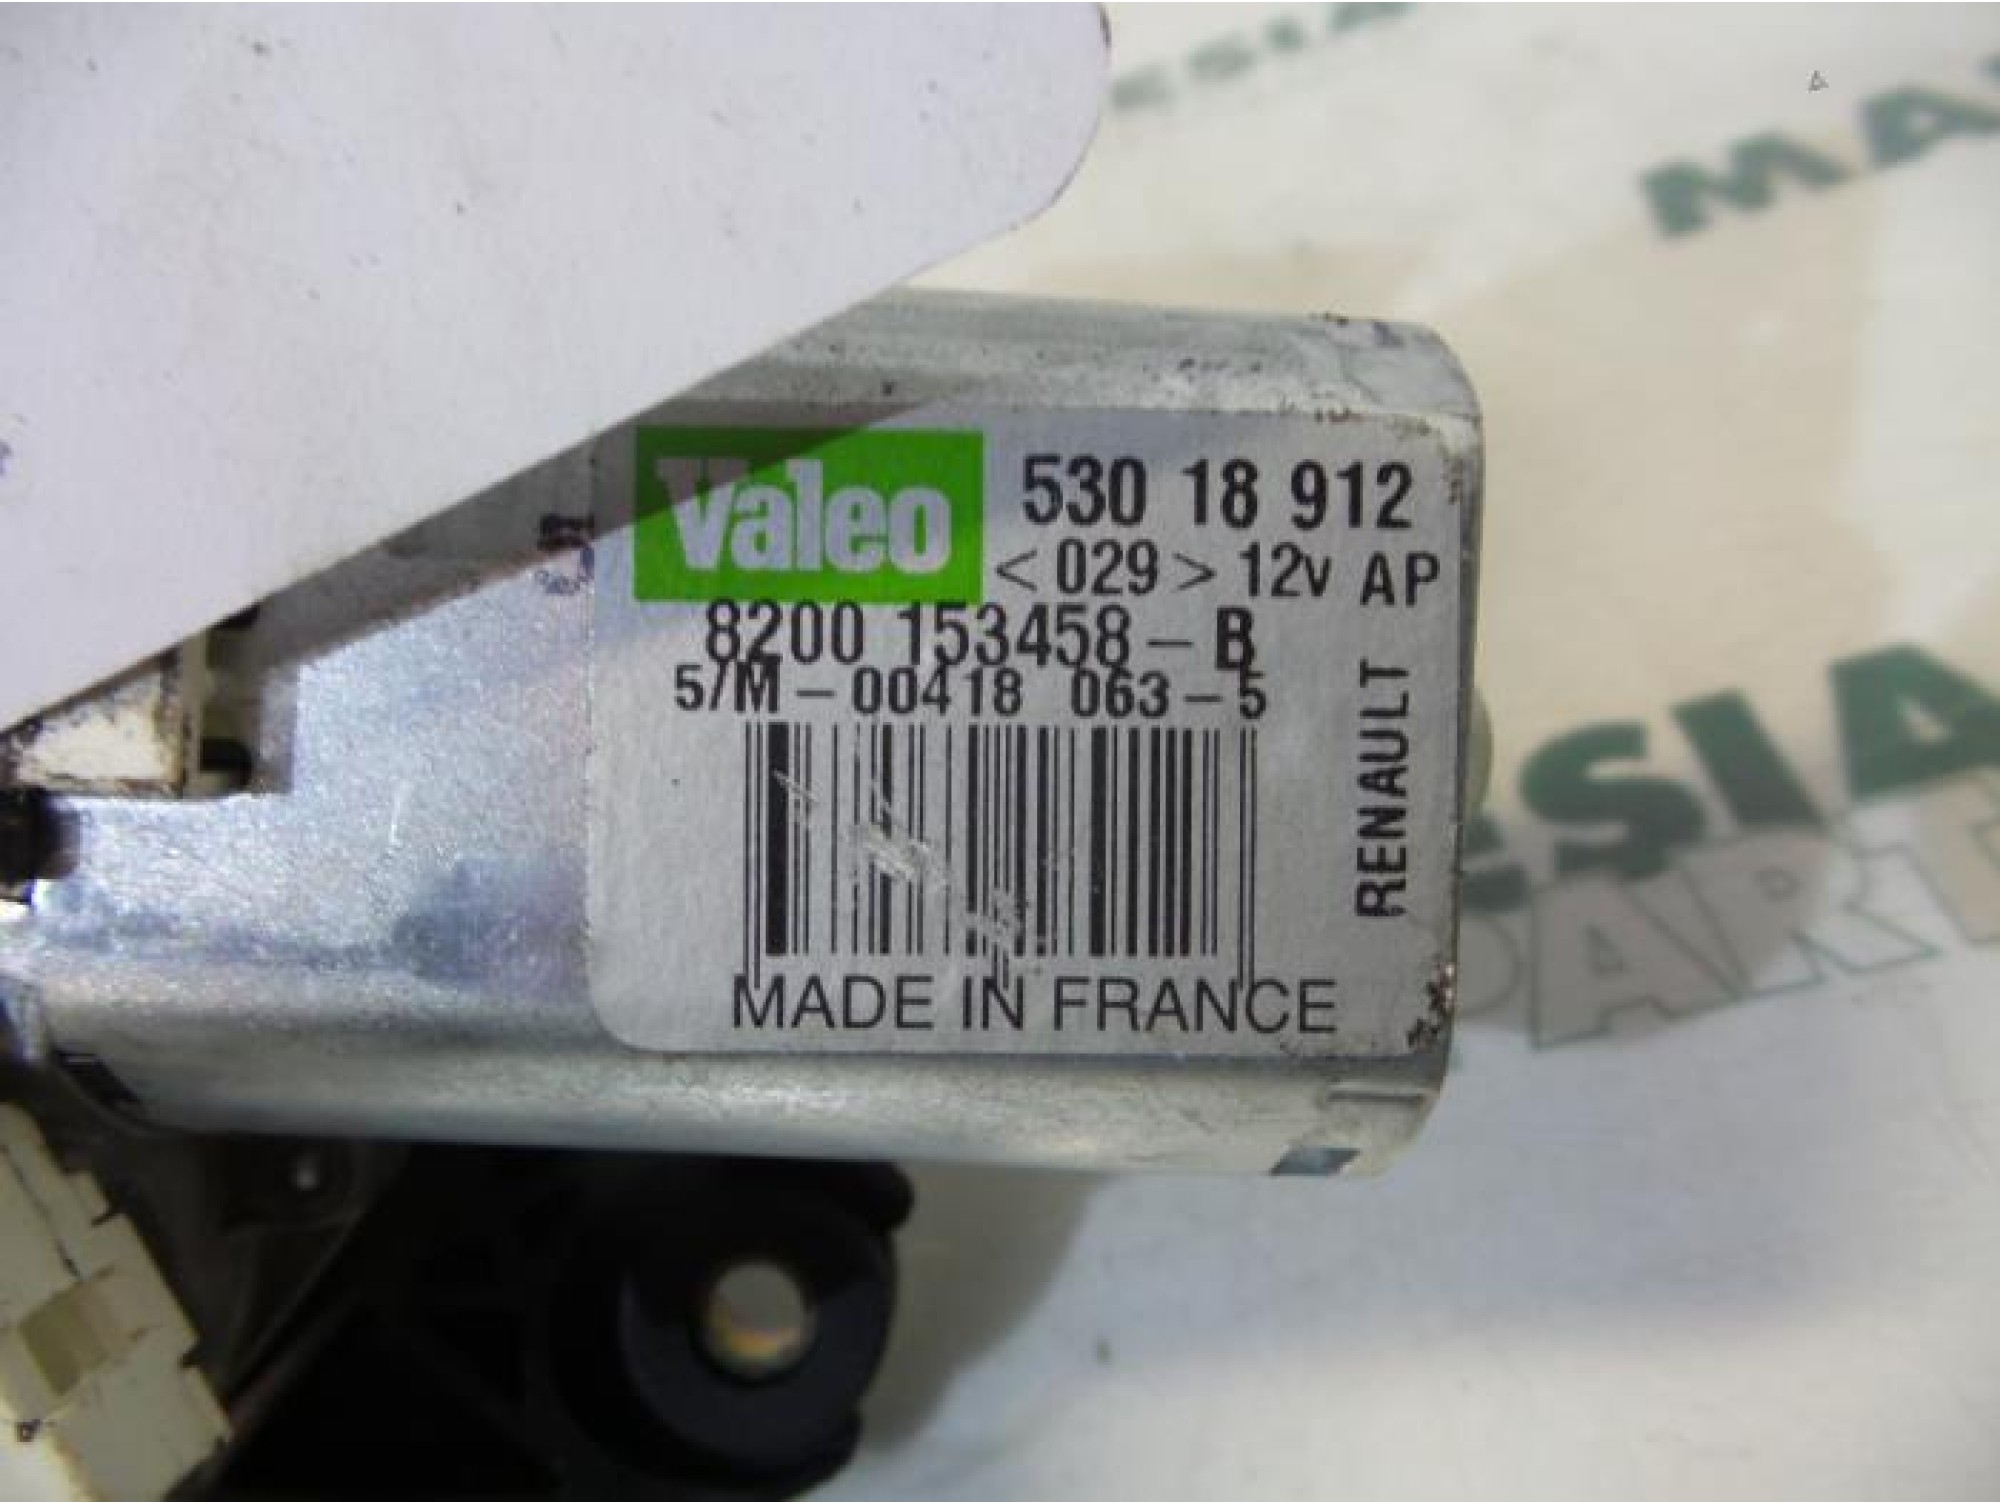 Valeo 530 18 912
<029> 12v AP
8200 153458-B
5/M-00418 063-5
RENAULT
MADE IN FRANCE